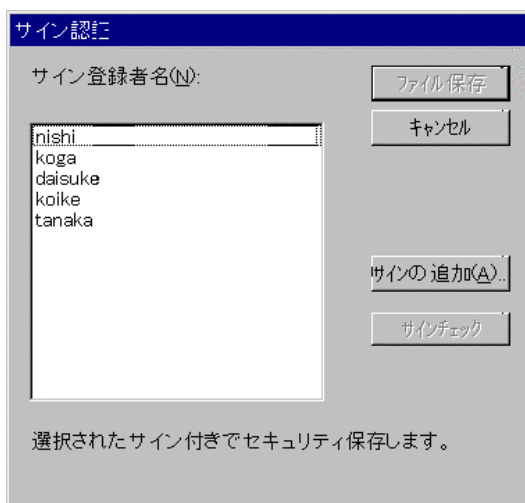 サイン認証
サイン登録者名(N):
ファイル保存
キャンセル
nishi
koga
daisuke
koike
tanaka
サインの追加(A)..
サインチェック
選択されたサイン付きでセキュリティ保存します。